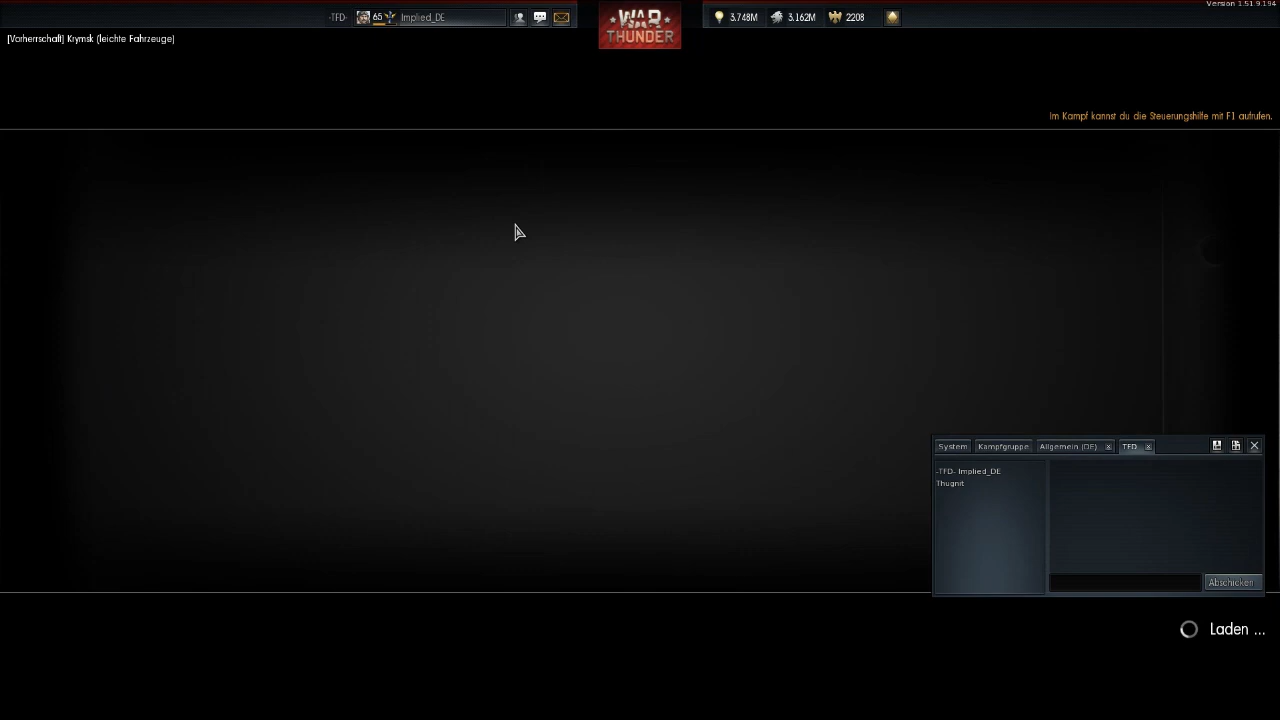 Version 1.51.9.194
-TFD- 65 Implied_DE
WAR THUNDER
3.748M 3.162M 2208
[Vorherrschaft] Krymsk (leichte Fahrzeuge)
Im Kampf kannst du die Steuerungshilfe mit F1 aufrufen.
System Kampfgruppe Allgemein (DE) TFD
-TFD- Implied_DE
Thugnit
Abschicken
Laden ...